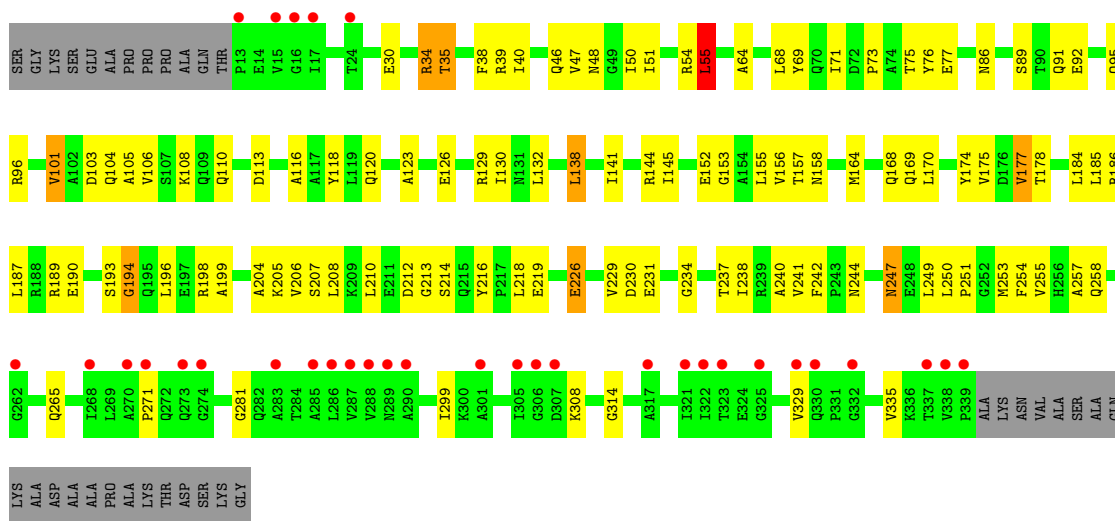 SER GLY LYS SER GLU ALA PRO PRO PRO ALA GLN THR P13 E14 V15 G16 I17 T24 E30 R34 T35 F38 R39 I40 Q46 V47 N48 G49 I50 I51 R54 L55 A64 L68 Y69 Q70 I71 D72 P73 A74 T75 Y76 E77 N86 S89 T90 Q91 E92 Q95
R96 V101 A102 D103 Q104 A105 V106 S107 K108 Q109 Q110 D113 A116 A117 Y118 L119 Q120 A123 E126 R129 I130 N131 L132 L138 I141 R144 I145 E152 G153 A154 L155 V156 T157 N158 M164 Q168 Q169 L170 Y174 V175 D176 V177 T178 L184 L185 R186
L187 R188 R189 E190 S193 G194 Q195 L196 E197 R198 A199 A204 K205 V206 S207 L208 K209 L210 E211 D212 G213 S214 Q215 Y216 P217 L218 E219 E226 V229 D230 E231 G234 T237 I238 R239 A240 V241 F242 P243 N244 N247 E248 L249 L250 P251 G252 M253 F254 V255 H256 A257 Q258
G262 Q265 I268 L269 A270 P271 Q272 Q273 G274 G281 Q282 A283 T284 A285 L286 V287 V288 N289 A290 I299 K300 A301 I305 G306 D307 K308 G314 A317 I321 I322 T323 E324 G325 V329 Q330 P331 G332 V335 K336 T337 V338 P339 ALA LYS ASN VAL ALA SER ALA GLN
LYS ALA ASP ALA ALA PRO ALA LYS THR ASP SER LYS GLY